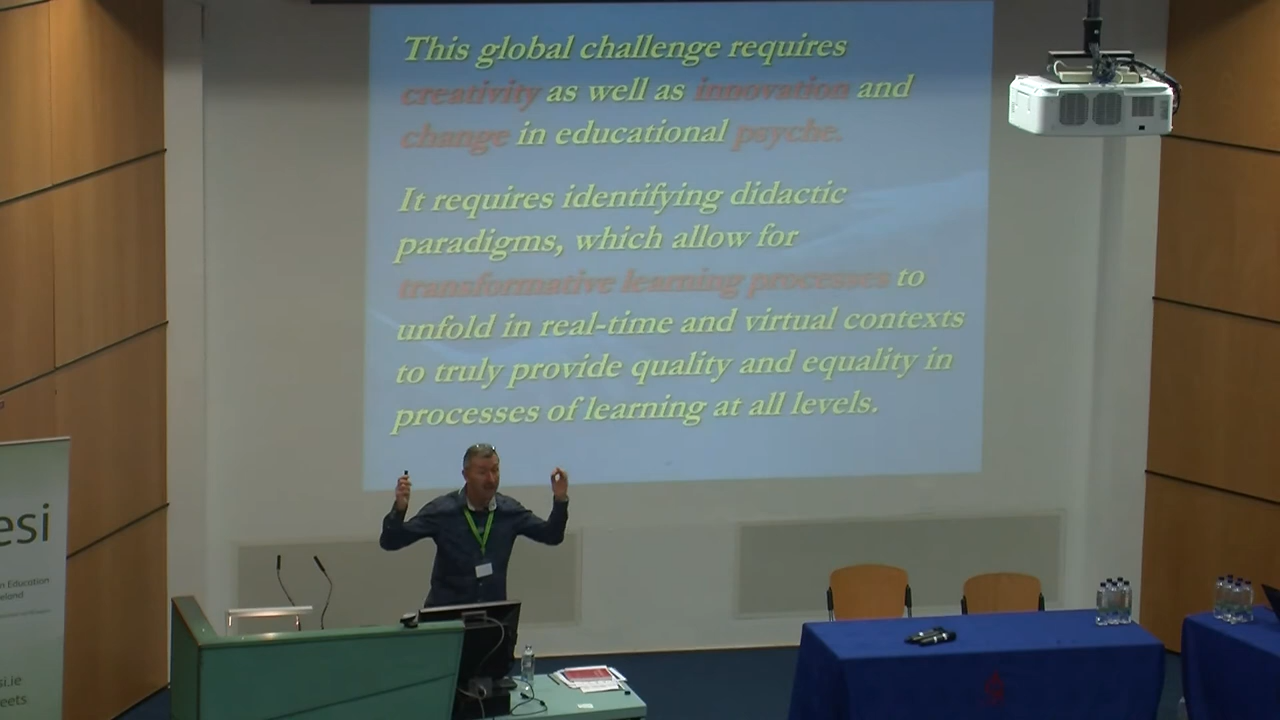 This global challenge requires
creativity as well as innovation and
change in educational psyche.
It requires identifying didactic
paradigms, which allow for
transformative learning processes to
unfold in real-time and virtual contexts
to truly provide quality and equality in
processes of learning at all levels.
esi
n Education
eland
si.ie
eets